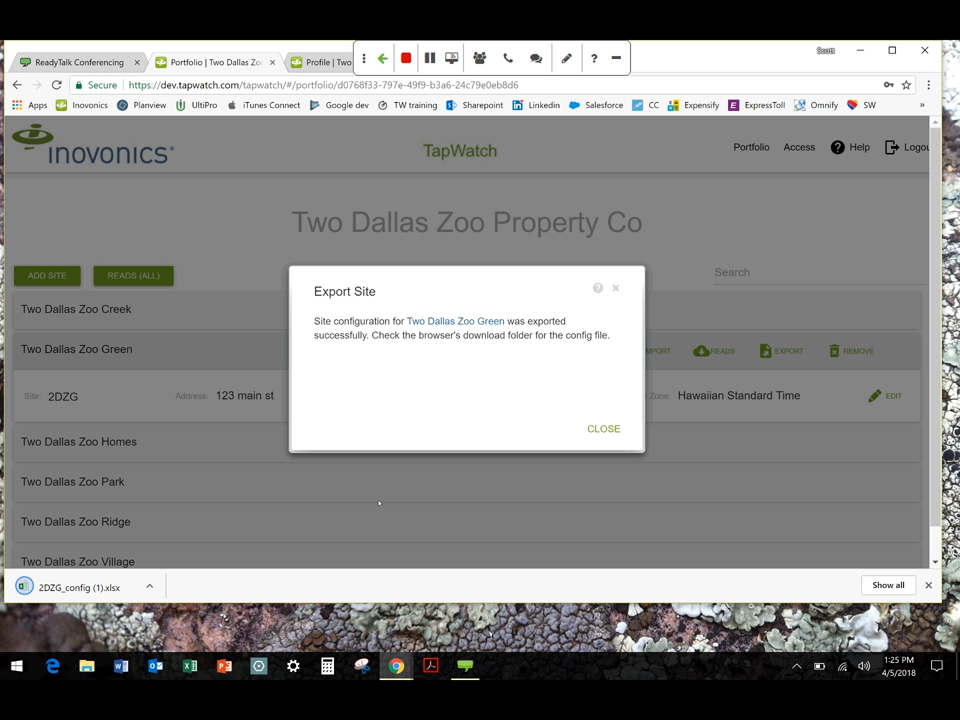 Scott
ReadyTalk Conferencing
Portfolio | Two Dallas Zo
Profile | Two
Secure
https://dev.tapwatch.com/tapwatch/#/portfolio/d0768f33-797e-49f9-b3a6-24c79e0eb8d6
Apps Inovonics Planview UltiPro iTunes Connect Google dev TW training Sharepoint Linkedin Salesforce CC Expensify ExpressToll Omnify SW »
inovonics
TapWatch
Portfolio Access Help Logou
Two Dallas Zoo Property Co
ADD SITE READS (ALL)
Search
Two Dallas Zoo Creek
Two Dallas Zoo Green
MPORT READS EXPORT REMOVE
Site: 2DZG Address: 123 main st Zone: Hawaiian Standard Time EDIT
Two Dallas Zoo Homes
Two Dallas Zoo Park
Two Dallas Zoo Ridge
Two Dallas Zoo Village
Export Site
Site configuration for Two Dallas Zoo Green was exported
successfully. Check the browser's download folder for the config file.
CLOSE
2DZG_config (1).xlsx
Show all
1:25 PM
4/5/2018